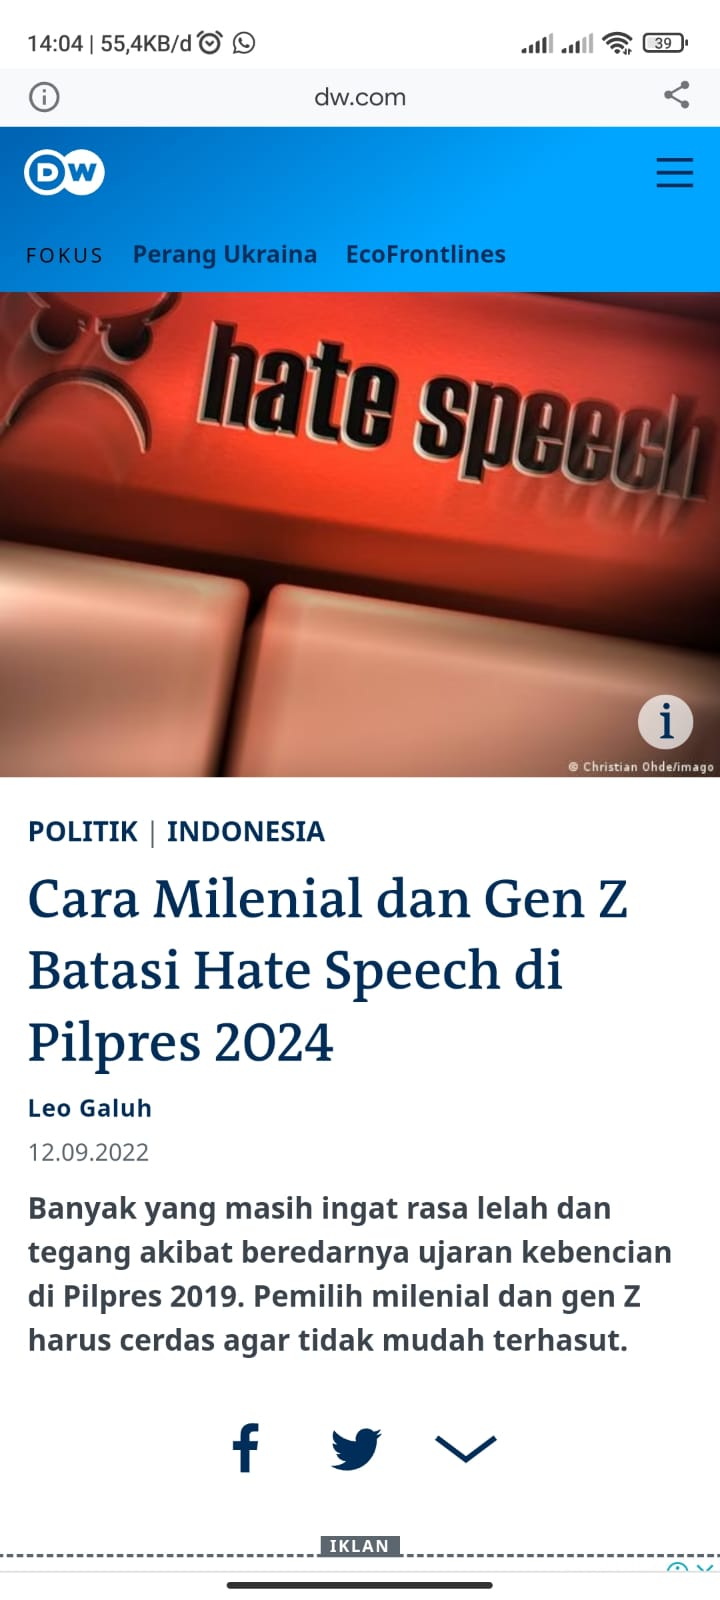 14:04 | 55,4KB/d
39
dw.com
DW
FOKUS Perang Ukraina EcoFrontlines
hate speech
i
© Christian Ohde/imago
POLITIK | INDONESIA
Cara Milenial dan Gen Z
Batasi Hate Speech di
Pilpres 2024
Leo Galuh
12.09.2022
Banyak yang masih ingat rasa lelah dan
tegang akibat beredarnya ujaran kebencian
di Pilpres 2019. Pemilih milenial dan gen Z
harus cerdas agar tidak mudah terhasut.
IKLAN